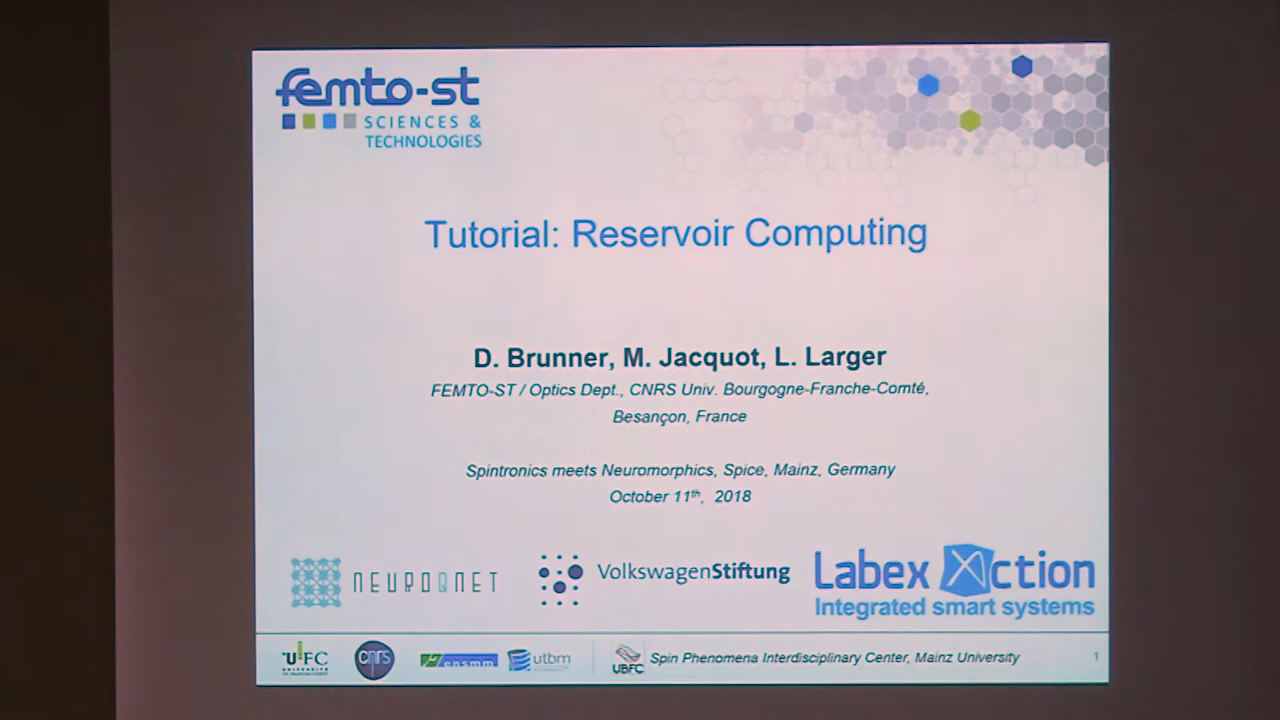 femto-st
SCIENCES &
TECHNOLOGIES
Tutorial: Reservoir Computing
D. Brunner, M. Jacquot, L. Larger
FEMTO-ST / Optics Dept., CNRS Univ. Bourgogne-Franche-Comté,
Besançon, France
Spintronics meets Neuromorphics, Spice, Mainz, Germany
October 11th, 2018
NEUROQNET
VolkswagenStiftung
Labex Action
Integrated smart systems
UFC
cnrs
ensmm
utbm
UBFC
Spin Phenomena Interdisciplinary Center, Mainz University
1